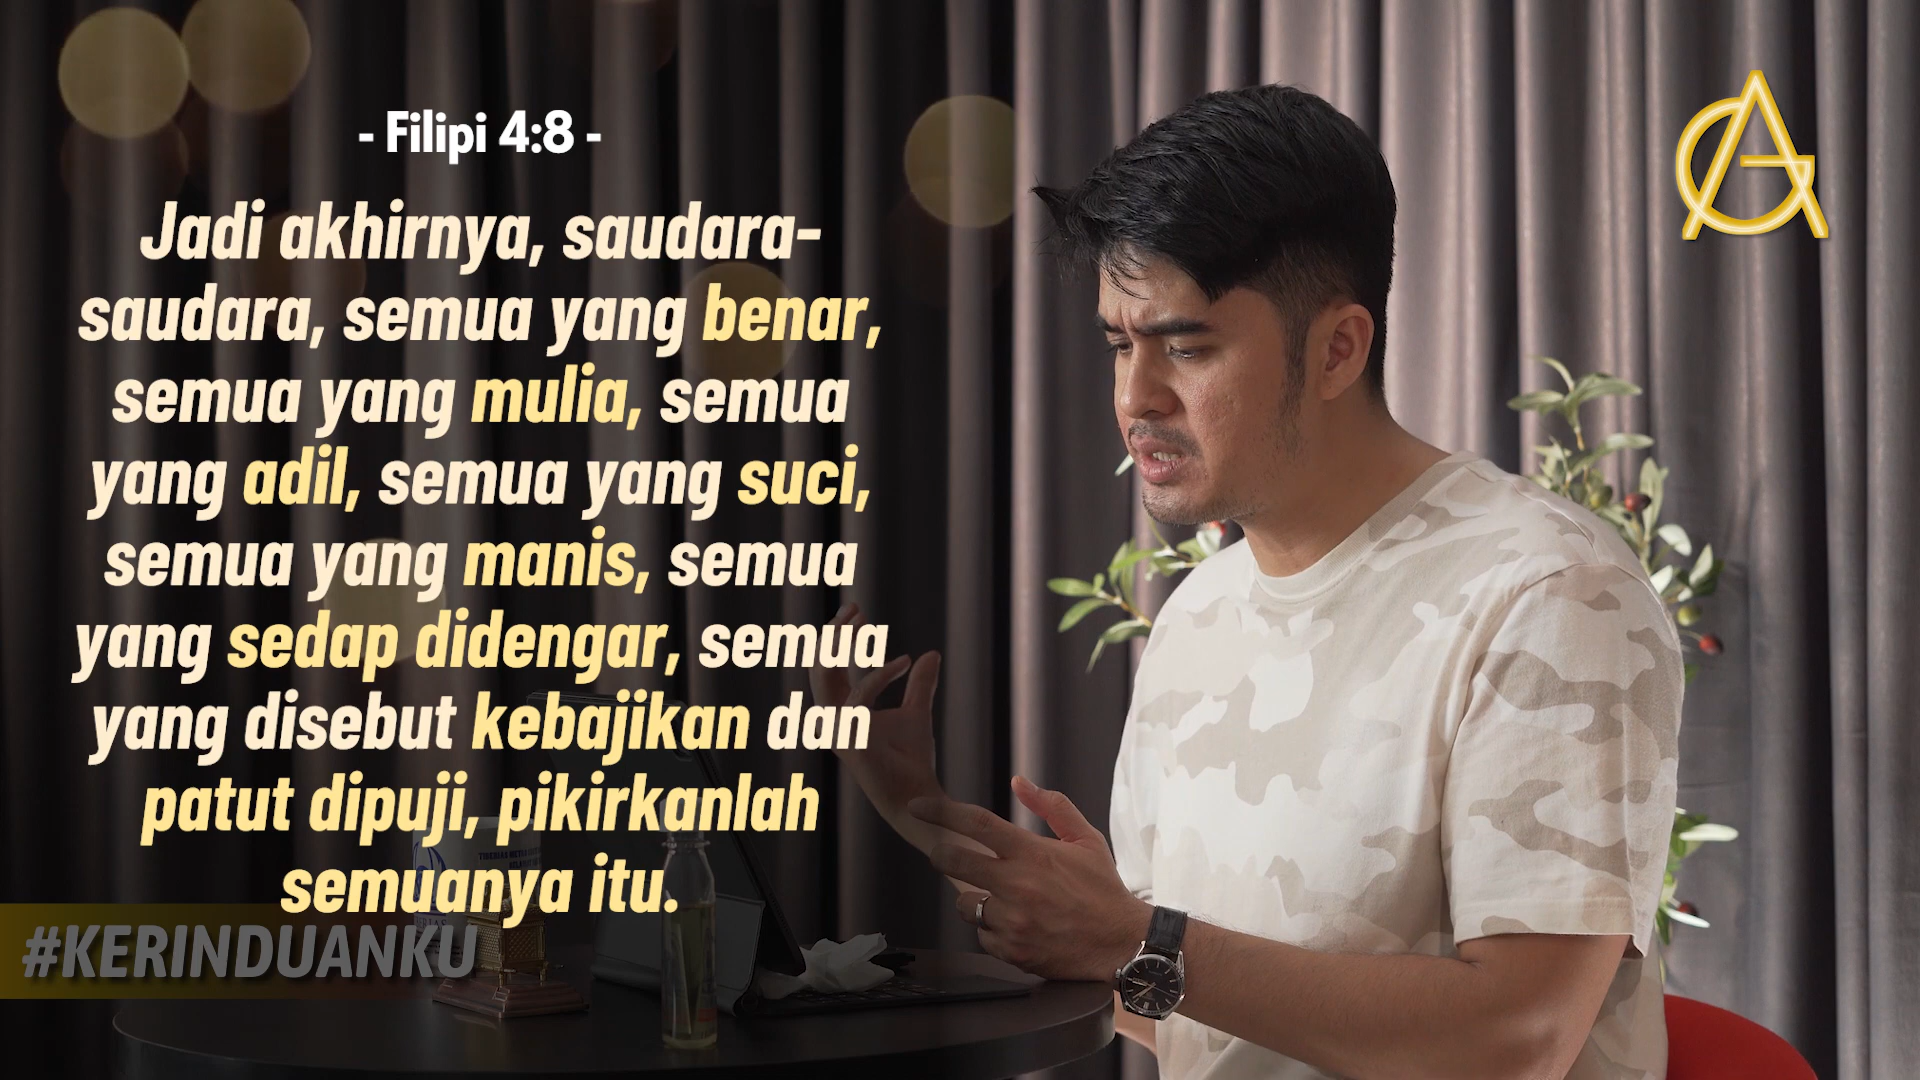 - Filipi 4:8 -
Jadi akhirnya, saudara-
saudara, semua yang benar,
semua yang mulia, semua
yang adil, semua yang suci,
semua yang manis, semua
yang sedap didengar, semua
yang disebut kebajikan dan
patut dipuji, pikirkanlah
semuanya itu.
#KERINDUANKU